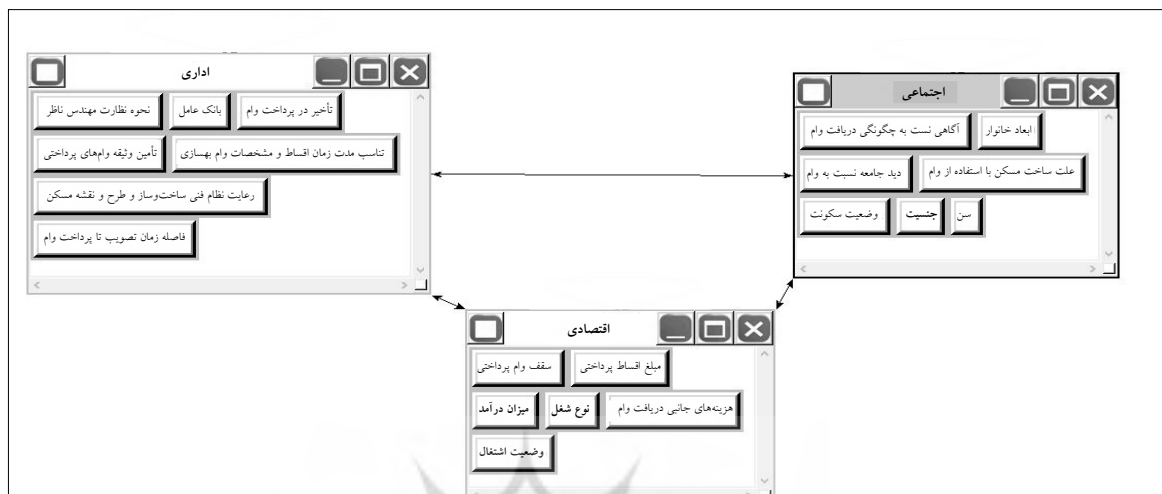 اداری
تأخیر در پرداخت وام
بانک عامل
نحوه نظارت مهندس ناظر
تناسب مدت زمان اقساط و مشخصات وام بهسازی
تأمین وثیقه وام‌های پرداختی
رعایت نظام فنی ساخت‌وساز و طرح و نقشه مسکن
فاصله زمان تصویب تا پرداخت وام
اجتماعی
ابعاد خانوار
آگاهی نست به چگونگی دریافت وام
علت ساخت مسکن با استفاده از وام
دید جامعه نسبت به وام
سن
جنسیت
وضعیت سکونت
اقتصادی
مبلغ اقساط پرداختی
سقف وام پرداختی
هزینه‌های جانبی دریافت وام
نوع شغل
میزان درآمد
وضعیت اشتغال